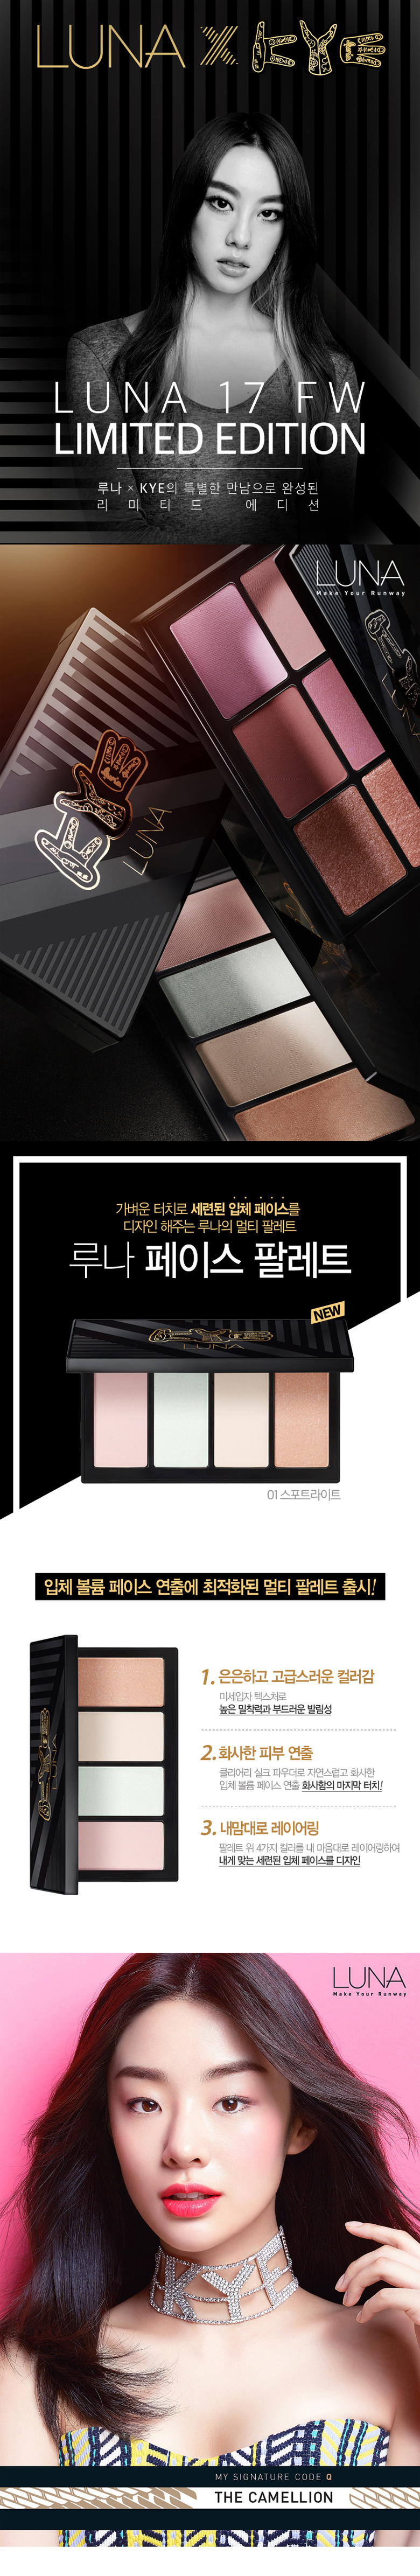 LUNA X KYE
LUNA 17 FW
LIMITED EDITION
루나 × KYE의 특별한 만남으로 완성된
리미티드 에디션
LUNA
Make Your Runway
LUNA
가벼운 터치로 세련된 입체 페이스를
디자인 해주는 루나의 멀티 팔레트
루나 페이스 팔레트
NEW
LUNA
01 스포트라이트
입체 볼륨 페이스 연출에 최적화된 멀티 팔레트 출시!
1. 은은하고 고급스러운 컬러감
미세입자 텍스처로
높은 밀착력과 부드러운 발림성
2. 화사한 피부 연출
클리어리 실크 파우더로 자연스럽고 화사한
입체 볼륨 페이스 연출 화사함의 마지막 터치!
3. 내맘대로 레이어링
팔레트 위 4가지 컬러를 내 마음대로 레이어링하여
내게 맞는 세련된 입체 페이스를 디자인
LUNA
Make Your Runway
KYE
MY SIGNATURE CODE Q
THE CAMELLION